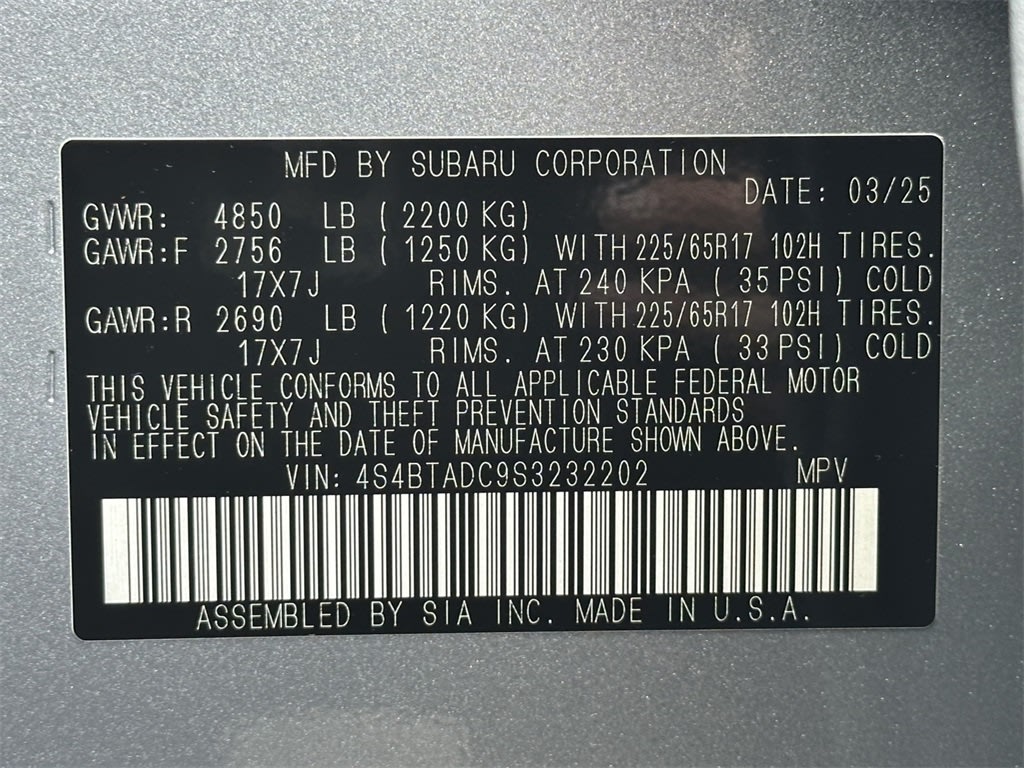 MFD BY SUBARU CORPORATION
DATE: 03/25
GVWR: 4850 LB (2200 KG)
GAWR:F 2756 LB (1250 KG) WITH 225/65R17 102H TIRES.
17X7J RIMS. AT 240 KPA (35 PSI) COLD
GAWR:R 2690 LB (1220 KG) WITH 225/65R17 102H TIRES.
17X7J RIMS. AT 230 KPA (33 PSI) COLD
THIS VEHICLE CONFORMS TO ALL APPLICABLE FEDERAL MOTOR
VEHICLE SAFETY AND THEFT PREVENTION STANDARDS
IN EFFECT ON THE DATE OF MANUFACTURE SHOWN ABOVE.
VIN: 4S4BTADC9S3232202 MPV
ASSEMBLED BY SIA INC. MADE IN U.S.A.